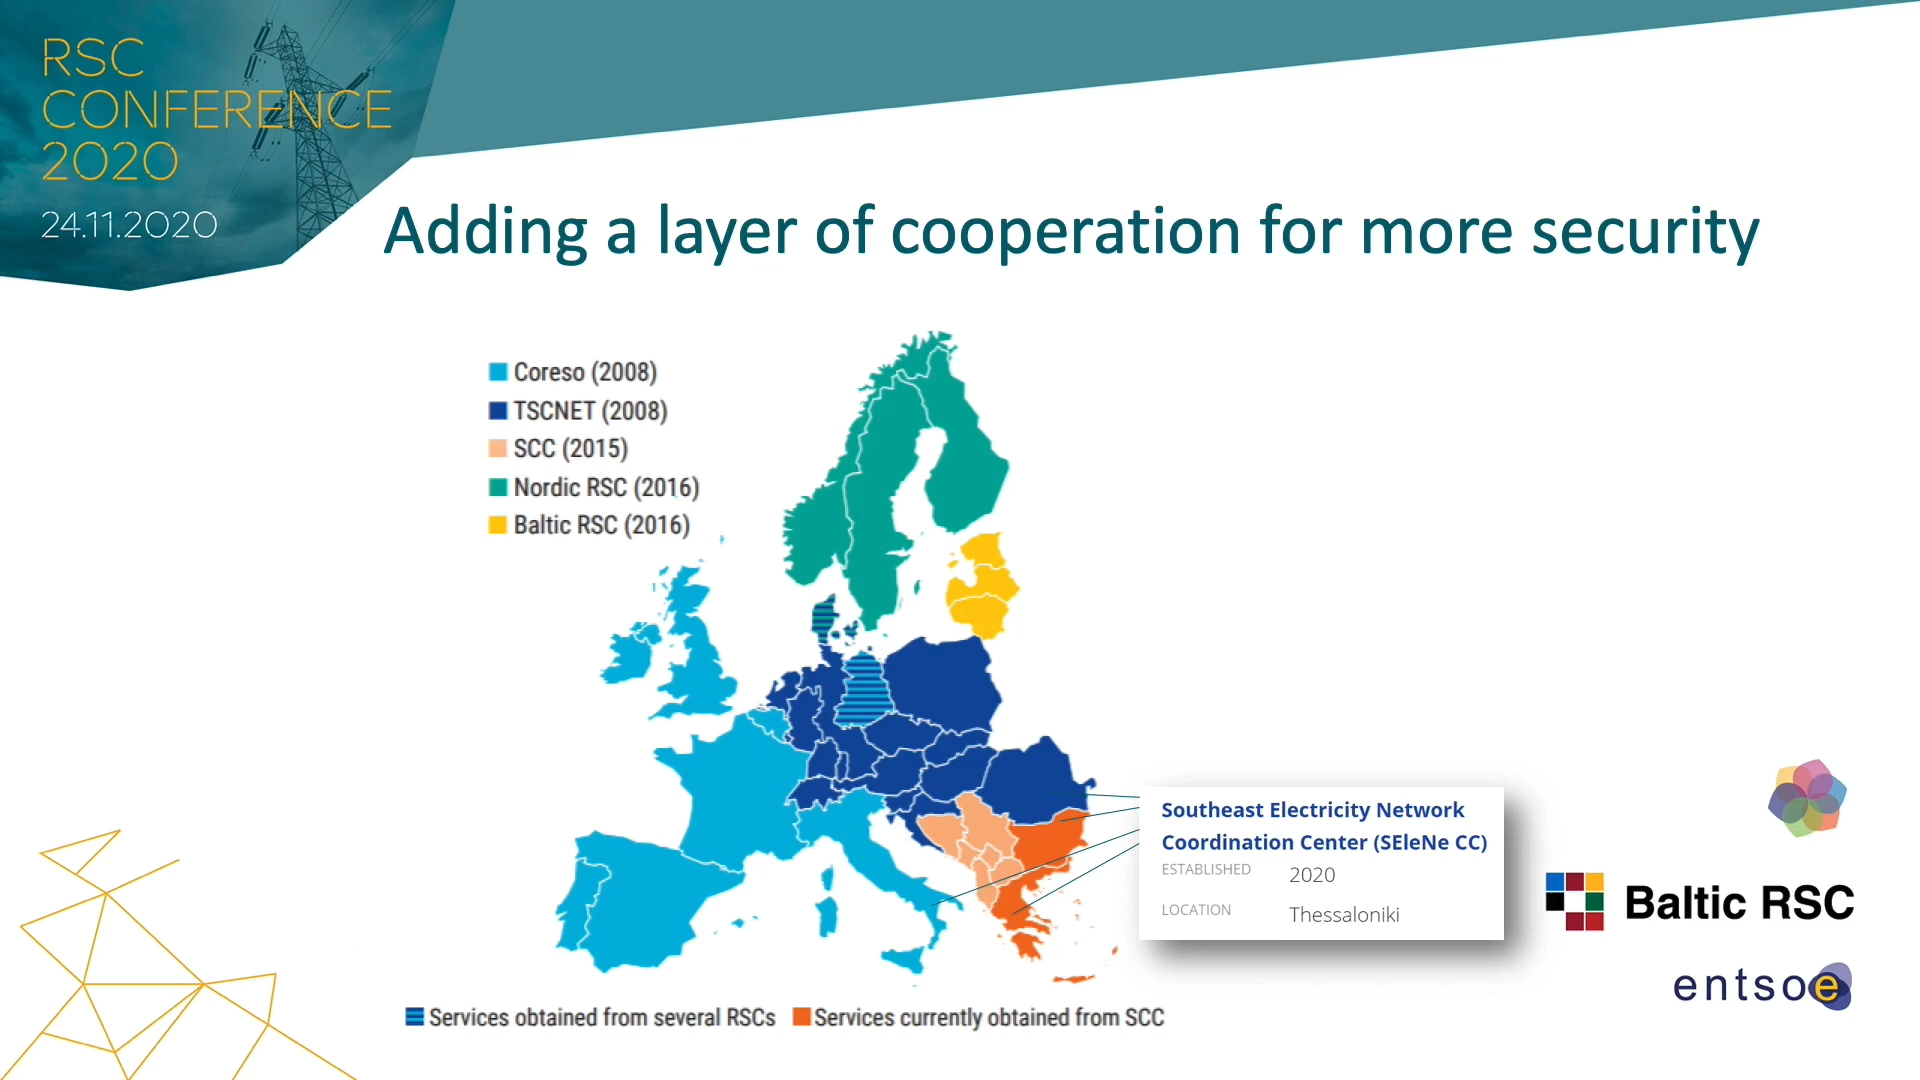 RSC
CONFERENCE
2020
24.11.2020
Adding a layer of cooperation for more security
Coreso (2008)
TSCNET (2008)
SCC (2015)
Nordic RSC (2016)
Baltic RSC (2016)
Southeast Electricity Network
Coordination Center (SEleNe CC)
ESTABLISHED 2020
LOCATION Thessaloniki
Baltic RSC
entsoe
Services obtained from several RSCs Services currently obtained from SCC